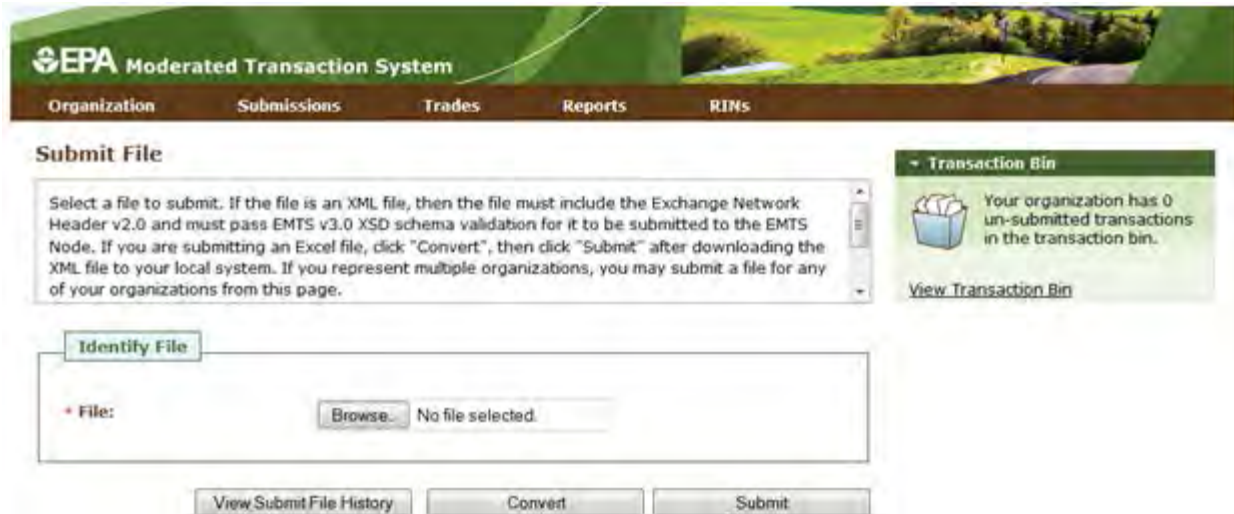 EPA Moderated Transaction System
Organization Submissions Trades Reports RINs
Submit File
Select a file to submit. If the file is an XML file, then the file must include the Exchange Network
Header v2.0 and must pass EMTS v3.0 XSD schema validation for it to be submitted to the EMTS
Node. If you are submitting an Excel file, click "Convert", then click "Submit" after downloading the
XML file to your local system. If you represent multiple organizations, you may submit a file for any
of your organizations from this page.
Identify File
* File:
Browse.. No file selected.
View Submit File History Convert Submit
Transaction Bin
Your organization has 0
un-submitted transactions
in the transaction bin.
View Transaction Bin